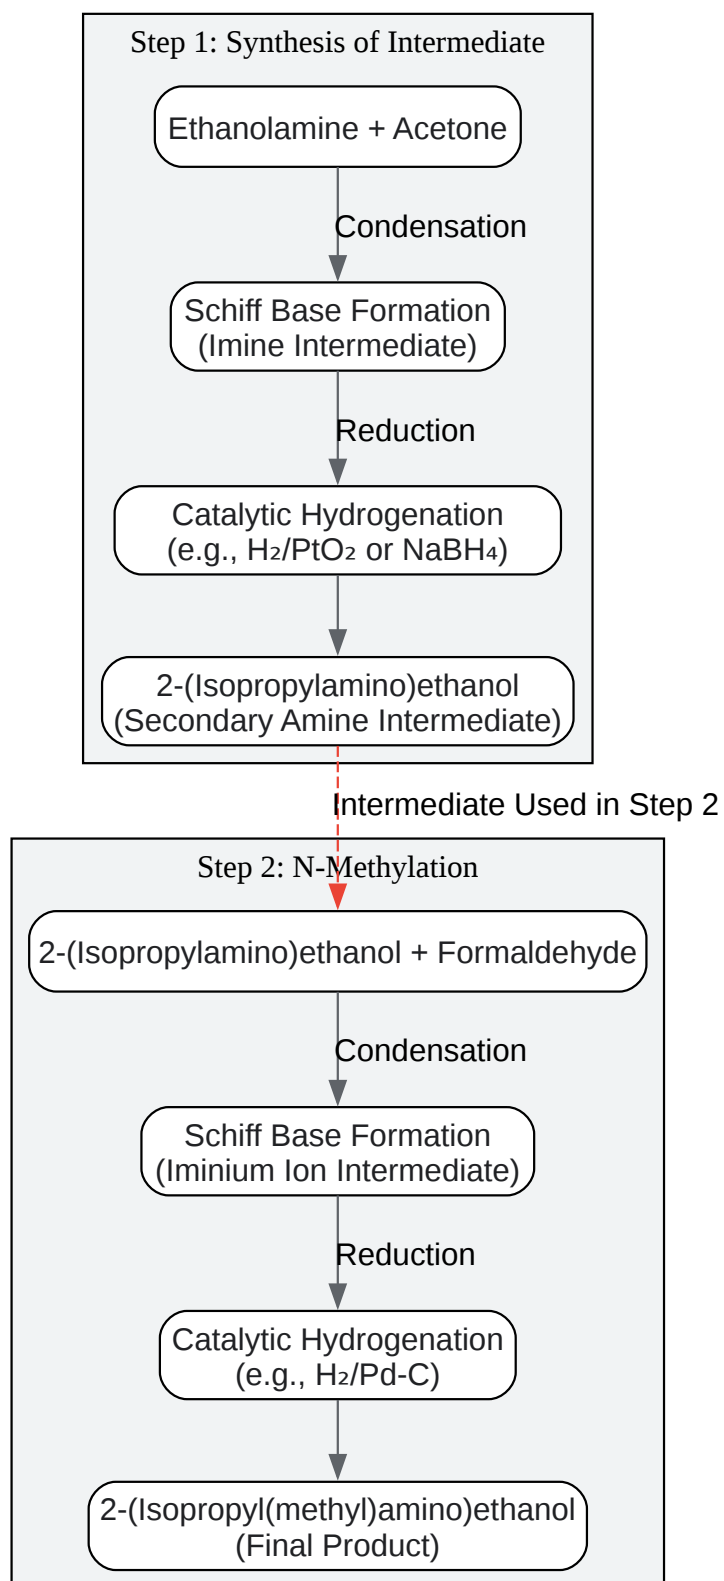 Step 1: Synthesis of Intermediate
Ethanolamine + Acetone
Condensation
Schiff Base Formation
(Imine Intermediate)
Reduction
Catalytic Hydrogenation
(e.g., H₂/PtO₂ or NaBH₄)
2-(Isopropylamino)ethanol
(Secondary Amine Intermediate)
Intermediate Used in Step 2
Step 2: N-Methylation
2-(Isopropylamino)ethanol + Formaldehyde
Condensation
Schiff Base Formation
(Iminium Ion Intermediate)
Reduction
Catalytic Hydrogenation
(e.g., H₂/Pd-C)
2-(Isopropyl(methyl)amino)ethanol
(Final Product)